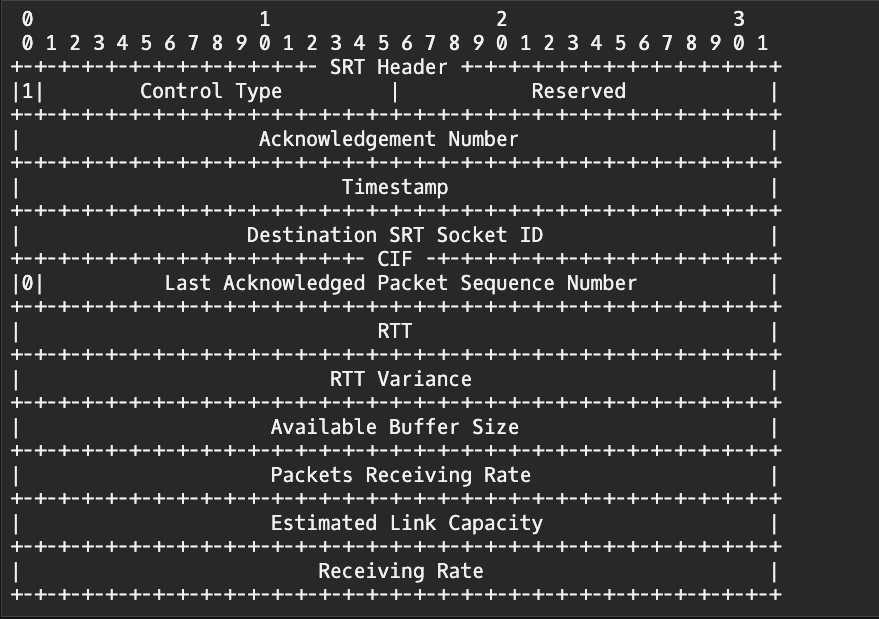 0                   1                   2                   3
 0 1 2 3 4 5 6 7 8 9 0 1 2 3 4 5 6 7 8 9 0 1 2 3 4 5 6 7 8 9 0 1
+-+-+-+-+-+-+-+-+-+-+-+-+- SRT Header +-+-+-+-+-+-+-+-+-+-+-+-+-+
|1|        Control Type         |           Reserved            |
+-+-+-+-+-+-+-+-+-+-+-+-+-+-+-+-+-+-+-+-+-+-+-+-+-+-+-+-+-+-+-+-+
|                    Acknowledgement Number                     |
+-+-+-+-+-+-+-+-+-+-+-+-+-+-+-+-+-+-+-+-+-+-+-+-+-+-+-+-+-+-+-+-+
|                           Timestamp                           |
+-+-+-+-+-+-+-+-+-+-+-+-+-+-+-+-+-+-+-+-+-+-+-+-+-+-+-+-+-+-+-+-+
|                   Destination SRT Socket ID                   |
+-+-+-+-+-+-+-+-+-+-+-+-+-+-+- CIF -+-+-+-+-+-+-+-+-+-+-+-+-+-+-+
|0|          Last Acknowledged Packet Sequence Number           |
+-+-+-+-+-+-+-+-+-+-+-+-+-+-+-+-+-+-+-+-+-+-+-+-+-+-+-+-+-+-+-+-+
|                              RTT                              |
+-+-+-+-+-+-+-+-+-+-+-+-+-+-+-+-+-+-+-+-+-+-+-+-+-+-+-+-+-+-+-+-+
|                          RTT Variance                         |
+-+-+-+-+-+-+-+-+-+-+-+-+-+-+-+-+-+-+-+-+-+-+-+-+-+-+-+-+-+-+-+-+
|                     Available Buffer Size                     |
+-+-+-+-+-+-+-+-+-+-+-+-+-+-+-+-+-+-+-+-+-+-+-+-+-+-+-+-+-+-+-+-+
|                     Packets Receiving Rate                    |
+-+-+-+-+-+-+-+-+-+-+-+-+-+-+-+-+-+-+-+-+-+-+-+-+-+-+-+-+-+-+-+-+
|                     Estimated Link Capacity                   |
+-+-+-+-+-+-+-+-+-+-+-+-+-+-+-+-+-+-+-+-+-+-+-+-+-+-+-+-+-+-+-+-+
|                         Receiving Rate                        |
+-+-+-+-+-+-+-+-+-+-+-+-+-+-+-+-+-+-+-+-+-+-+-+-+-+-+-+-+-+-+-+-+